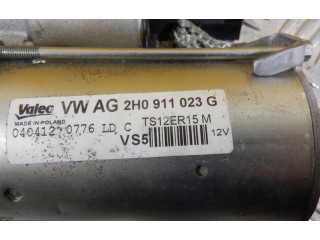 Valeo VW AG 2H0 911 023 G
MADE IN POLAND TS12ER15 M
040412 0776 LD C
VS5 12V